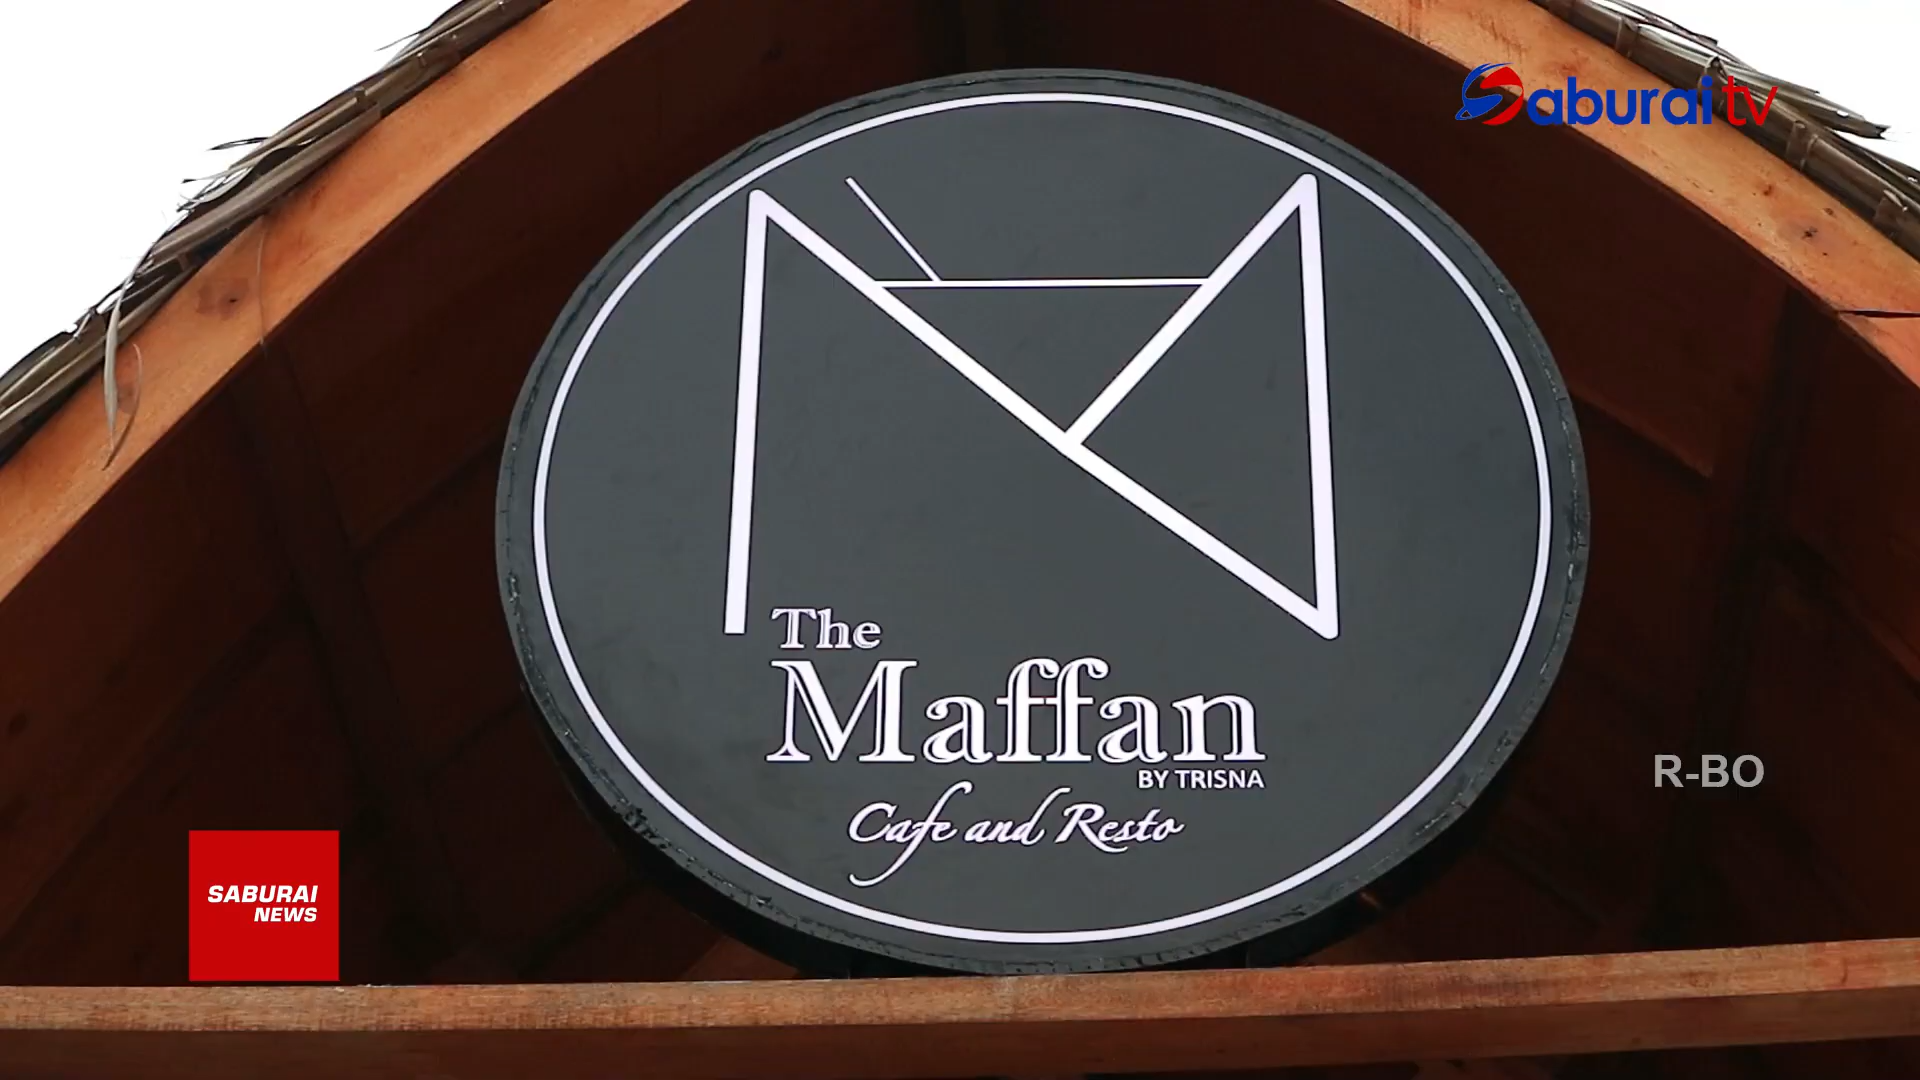 Saburai tv
The
Maffan
BY TRISNA
Cafe and Resto
R-BO
SABURAI
NEWS